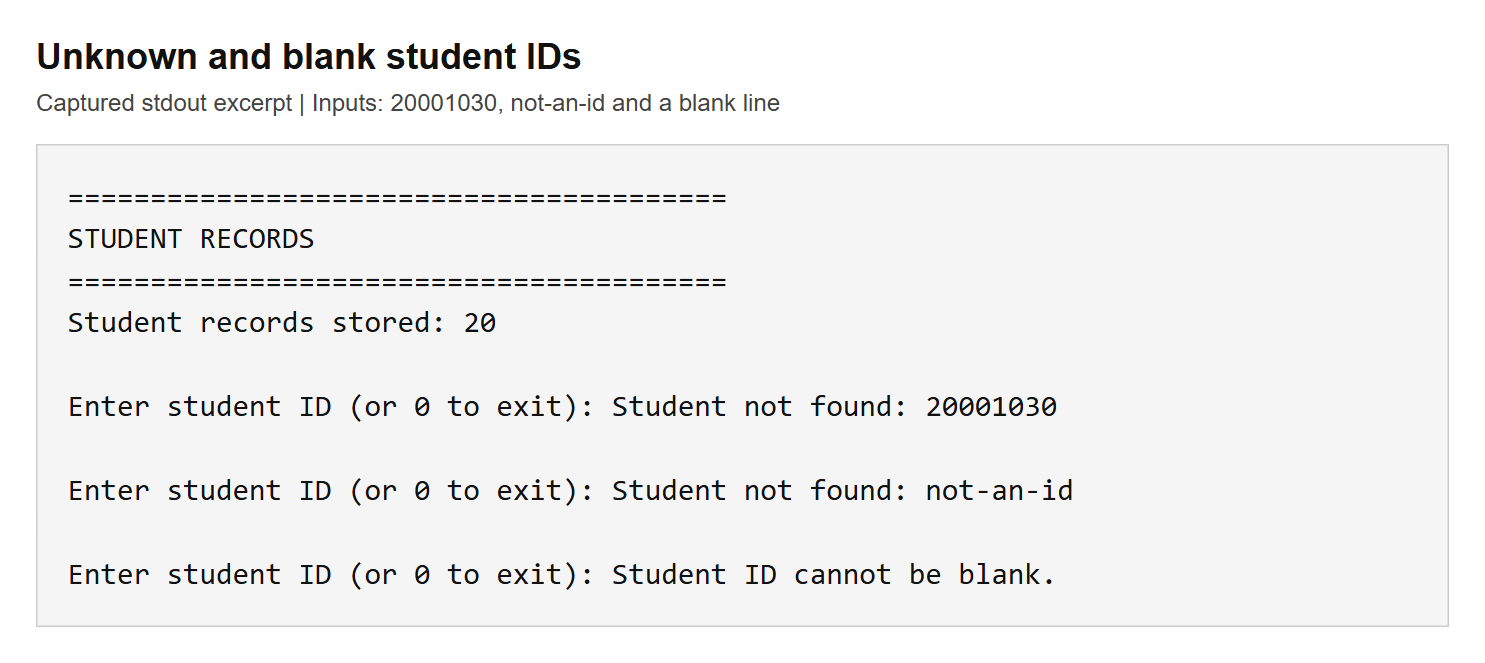 Unknown and blank student IDs
Captured stdout excerpt | Inputs: 20001030, not-an-id and a blank line
========================================
STUDENT RECORDS
========================================
Student records stored: 20
Enter student ID (or 0 to exit): Student not found: 20001030
Enter student ID (or 0 to exit): Student not found: not-an-id
Enter student ID (or 0 to exit): Student ID cannot be blank.